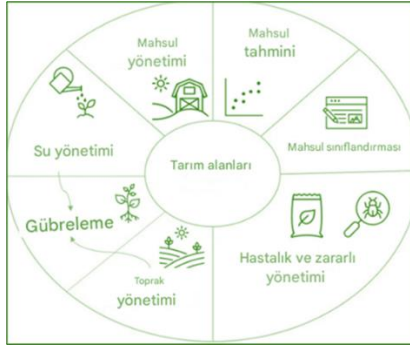 Mahsul
yönetimi
Mahsul
tahmini
Su yönetimi
Tarım alanları
Mahsul sınıflandırması
Gübreleme
Toprak
yönetimi
Hastalık ve zararlı
yönetimi